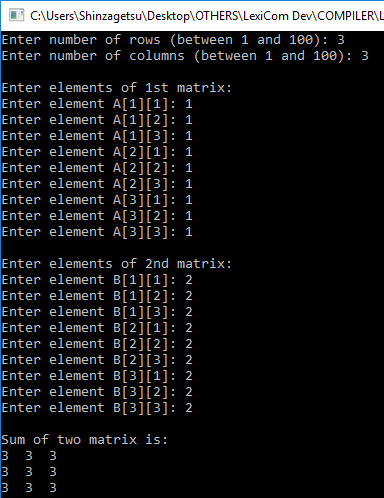 C:\Users\Shinzagetsu\Desktop\OTHERS\LexiCom Dev\COMPILER\L
Enter number of rows (between 1 and 100): 3
Enter number of columns (between 1 and 100): 3
Enter elements of 1st matrix:
Enter element A[1][1]: 1
Enter element A[1][2]: 1
Enter element A[1][3]: 1
Enter element A[2][1]: 1
Enter element A[2][2]: 1
Enter element A[2][3]: 1
Enter element A[3][1]: 1
Enter element A[3][2]: 1
Enter element A[3][3]: 1
Enter elements of 2nd matrix:
Enter element B[1][1]: 2
Enter element B[1][2]: 2
Enter element B[1][3]: 2
Enter element B[2][1]: 2
Enter element B[2][2]: 2
Enter element B[2][3]: 2
Enter element B[3][1]: 2
Enter element B[3][2]: 2
Enter element B[3][3]: 2
Sum of two matrix is:
3  3  3
3  3  3
3  3  3